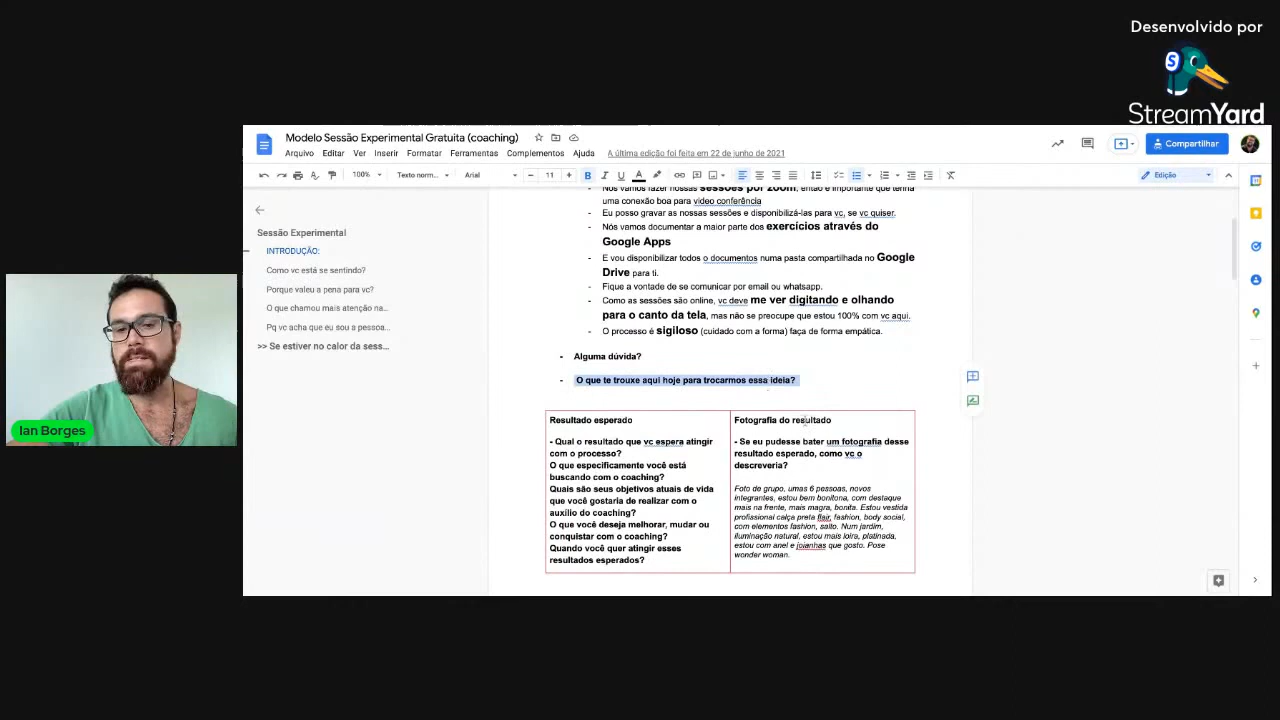 Desenvolvido por
StreamYard
Modelo Sessão Experimental Gratuita (coaching)
Arquivo Editar Ver Inserir Formatar Ferramentas Complementos Ajuda A última edição foi feita em 22 de junho de 2021
Compartilhar
100% Texto norm... Arial 11 Edição
Sessão Experimental
INTRODUÇÃO:
Como vc está se sentindo?
Porque valeu a pena para vc?
O que chamou mais atenção na...
Pq vc acha que eu sou a pessoa...
>> Se estiver no calor da sess...
- Nós vamos fazer nossas sessões por zoom, então é importante que tenha
uma conexão boa para video conferência
- Eu posso gravar as nossas sessões e disponibilizá-las para vc, se vc quiser.
- Nós vamos documentar a maior parte dos exercícios através do
Google Apps
- E vou disponibilizar todos o documentos numa pasta compartilhada no Google
Drive para ti.
- Fique a vontade de se comunicar por email ou whatsapp.
- Como as sessões são online, vc deve me ver digitando e olhando
para o canto da tela, mas não se preocupe que estou 100% com vc aqui.
- O processo é sigiloso (cuidado com a forma) faça de forma empática.
- Alguma dúvida?
- O que te trouxe aqui hoje para trocarmos essa ideia?
Resultado esperado
- Qual o resultado que vc espera atingir
com o processo?
O que especificamente você está
buscando com o coaching?
Quais são seus objetivos atuais de vida
que você gostaria de realizar com o
auxílio do coaching?
O que você deseja melhorar, mudar ou
conquistar com o coaching?
Quando você quer atingir esses
resultados esperados?
Fotografia do resultado
- Se eu pudesse bater um fotografia desse
resultado esperado, como vc o
descreveria?
Foto de grupo, umas 6 pessoas, novos
integrantes, estou bem bonitona, com destaque
mais na frente, mais magra, bonita. Estou vestida
profissional calça preta flair, fashion, body social,
com elementos fashion, salto. Num jardim,
iluminação natural, estou mais loira, platinada,
estou com anel e joianhas que gosto. Pose
wonder woman.
Ian Borges